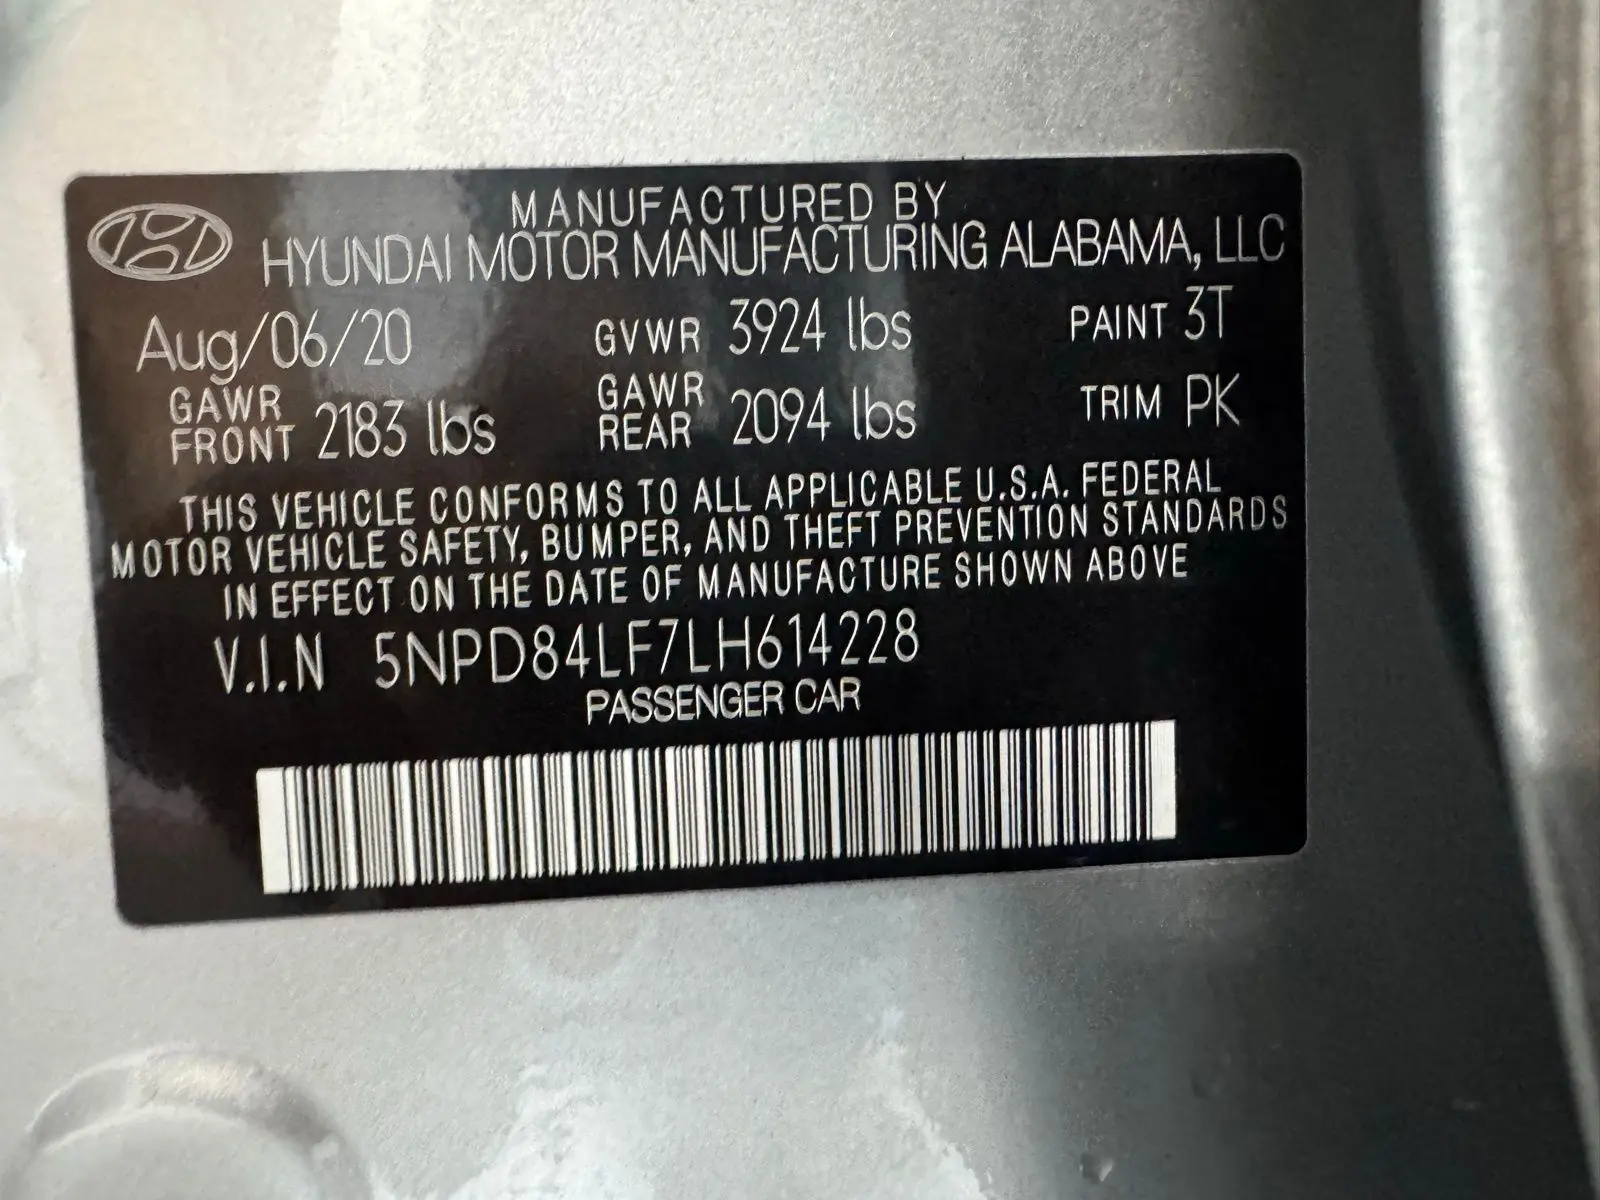 MANUFACTURED BY
HYUNDAI MOTOR MANUFACTURING ALABAMA, LLC
Aug/06/20 GVWR 3924 lbs PAINT 3T
GAWR FRONT 2183 lbs GAWR REAR 2094 lbs TRIM PK
THIS VEHICLE CONFORMS TO ALL APPLICABLE U.S.A. FEDERAL
MOTOR VEHICLE SAFETY, BUMPER, AND THEFT PREVENTION STANDARDS
IN EFFECT ON THE DATE OF MANUFACTURE SHOWN ABOVE
V.I.N 5NPD84LF7LH614228
PASSENGER CAR